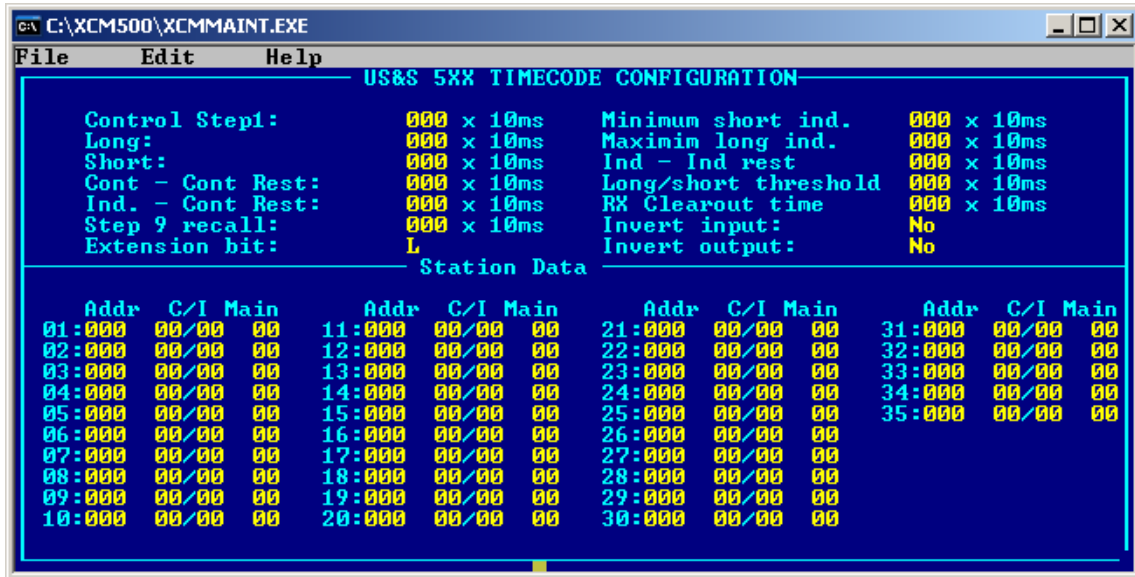 C:\XCM500\XCMMAINT.EXE
File Edit Help
US&S 5XX TIMECODE CONFIGURATION
Control Step1: 000 x 10ms Minimum short ind. 000 x 10ms
Long: 000 x 10ms Maximim long ind. 000 x 10ms
Short: 000 x 10ms Ind - Ind rest 000 x 10ms
Cont - Cont Rest: 000 x 10ms Long/short threshold 000 x 10ms
Ind. - Cont Rest: 000 x 10ms RX Clearout time 000 x 10ms
Step 9 recall: 000 x 10ms Invert input: No
Extension bit: L Invert output: No
Station Data
Addr C/I Main Addr C/I Main Addr C/I Main Addr C/I Main
01:000 00/00 00 11:000 00/00 00 21:000 00/00 00 31:000 00/00 00
02:000 00/00 00 12:000 00/00 00 22:000 00/00 00 32:000 00/00 00
03:000 00/00 00 13:000 00/00 00 23:000 00/00 00 33:000 00/00 00
04:000 00/00 00 14:000 00/00 00 24:000 00/00 00 34:000 00/00 00
05:000 00/00 00 15:000 00/00 00 25:000 00/00 00 35:000 00/00 00
06:000 00/00 00 16:000 00/00 00 26:000 00/00 00
07:000 00/00 00 17:000 00/00 00 27:000 00/00 00
08:000 00/00 00 18:000 00/00 00 28:000 00/00 00
09:000 00/00 00 19:000 00/00 00 29:000 00/00 00
10:000 00/00 00 20:000 00/00 00 30:000 00/00 00